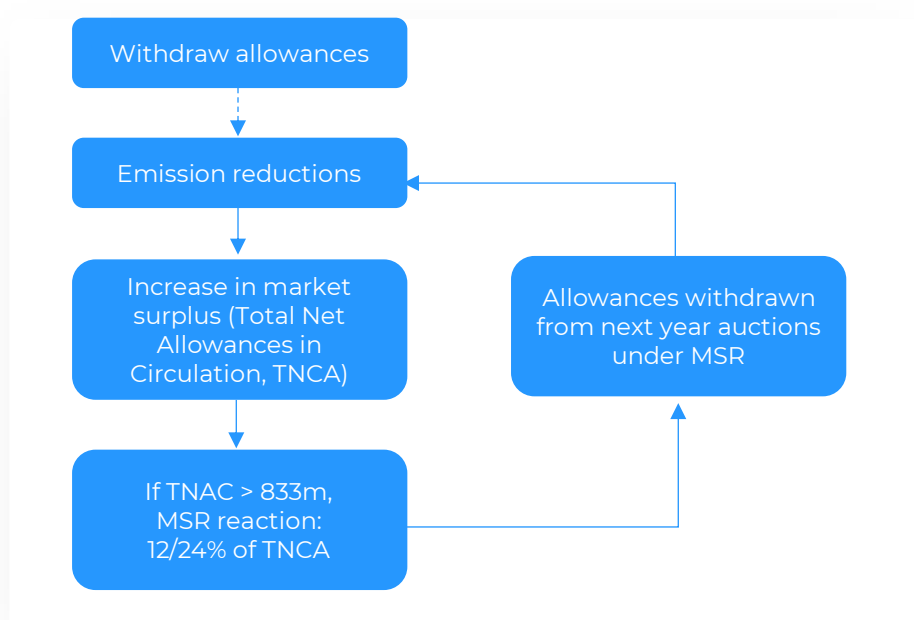 Withdraw allowances
Emission reductions
Increase in market
surplus (Total Net
Allowances in
Circulation, TNCA)
If TNAC > 833m,
MSR reaction:
12/24% of TNCA
Allowances withdrawn
from next year auctions
under MSR